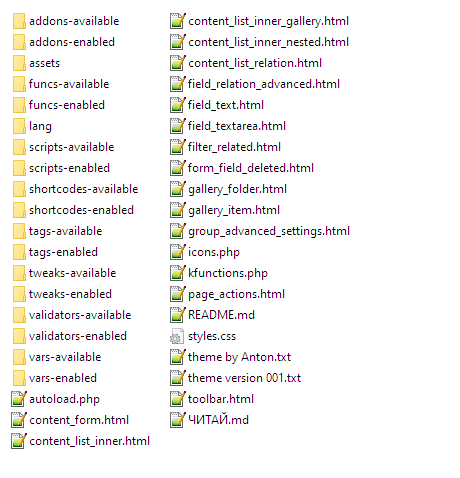 addons-available
addons-enabled
assets
funcs-available
funcs-enabled
lang
scripts-available
scripts-enabled
shortcodes-available
shortcodes-enabled
tags-available
tags-enabled
tweaks-available
tweaks-enabled
validators-available
validators-enabled
vars-available
vars-enabled
autoload.php
content_form.html
content_list_inner.html
content_list_inner_gallery.html
content_list_inner_nested.html
content_list_relation.html
field_relation_advanced.html
field_text.html
field_textarea.html
filter_related.html
form_field_deleted.html
gallery_folder.html
gallery_item.html
group_advanced_settings.html
icons.php
kfunctions.php
page_actions.html
README.md
styles.css
theme by Anton.txt
theme version 001.txt
toolbar.html
ЧИТАЙ.md